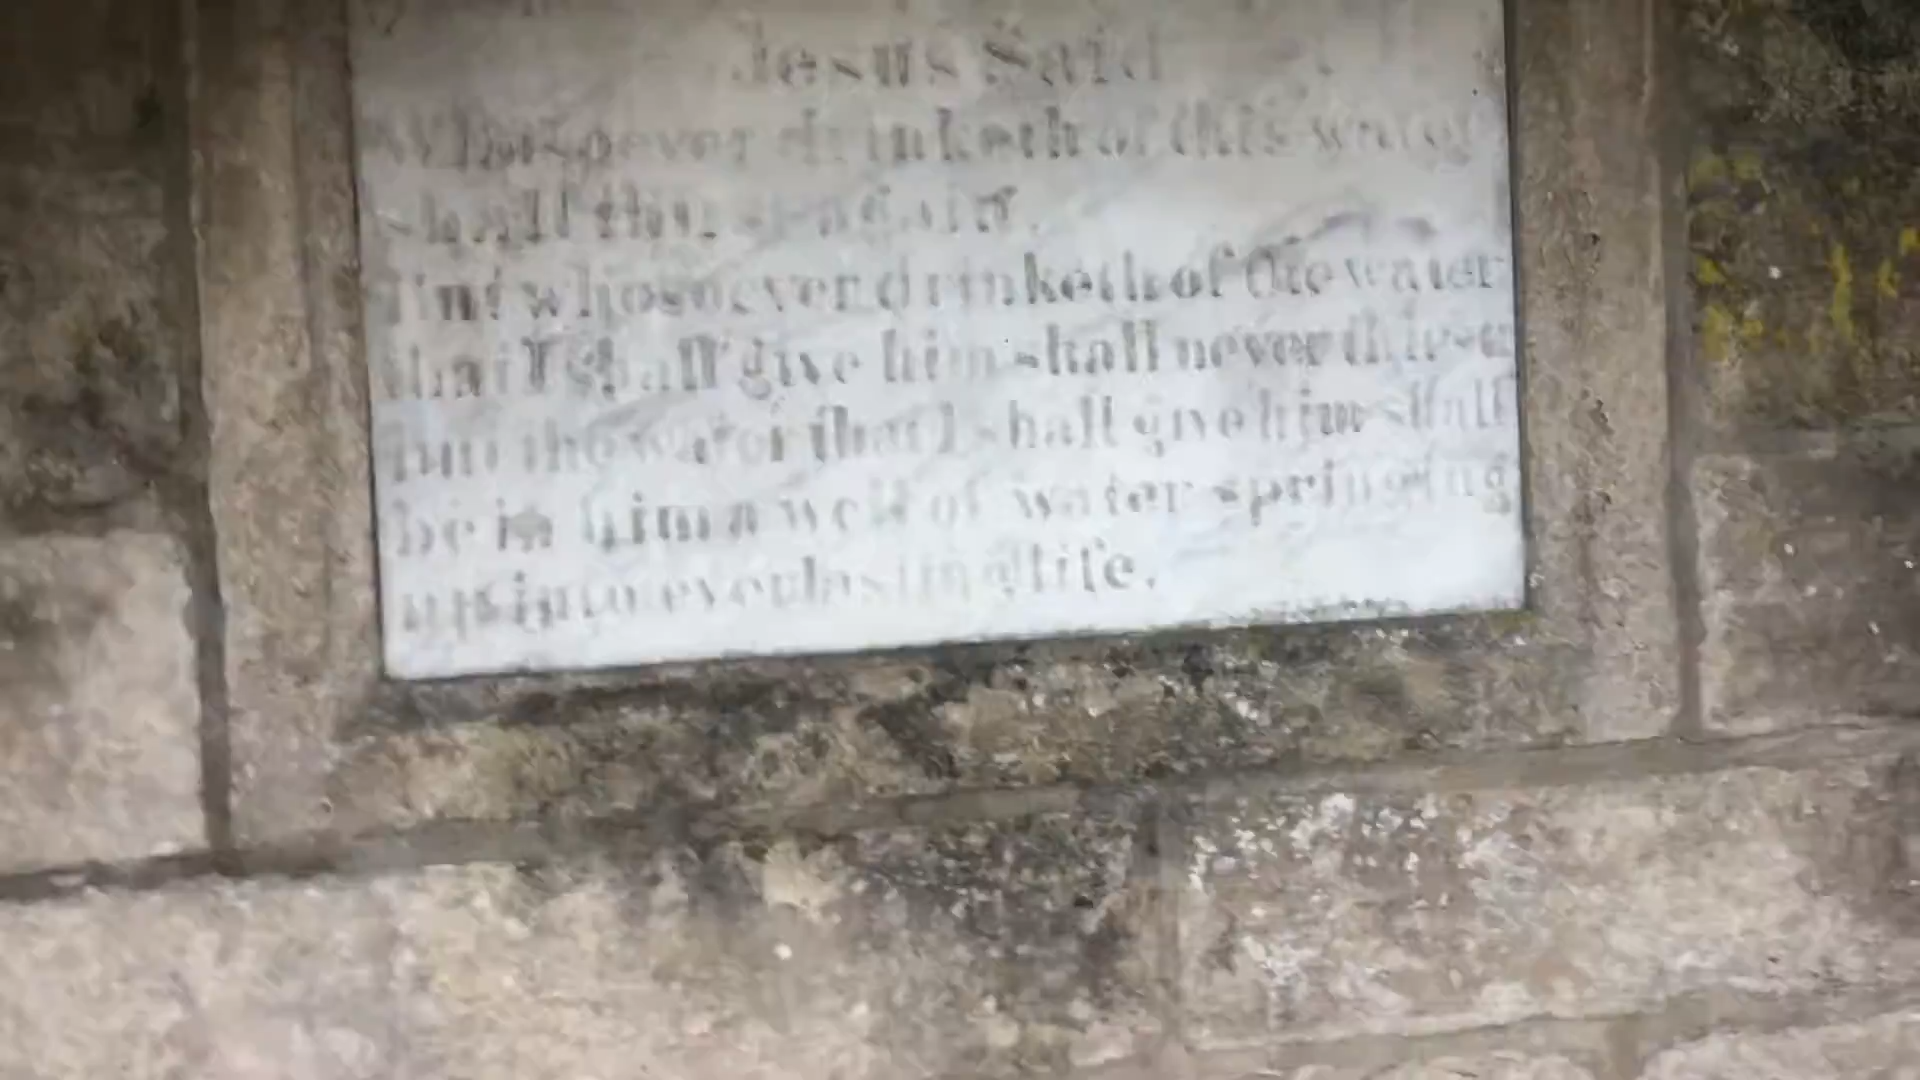 Jesus Said
Whosoever drinketh of this water
shall thirst again.
But whosoever drinketh of the water
that I shall give him shall never thirst
but the water that I shall give him shall
be in him a well of water springing
up into everlasting life.